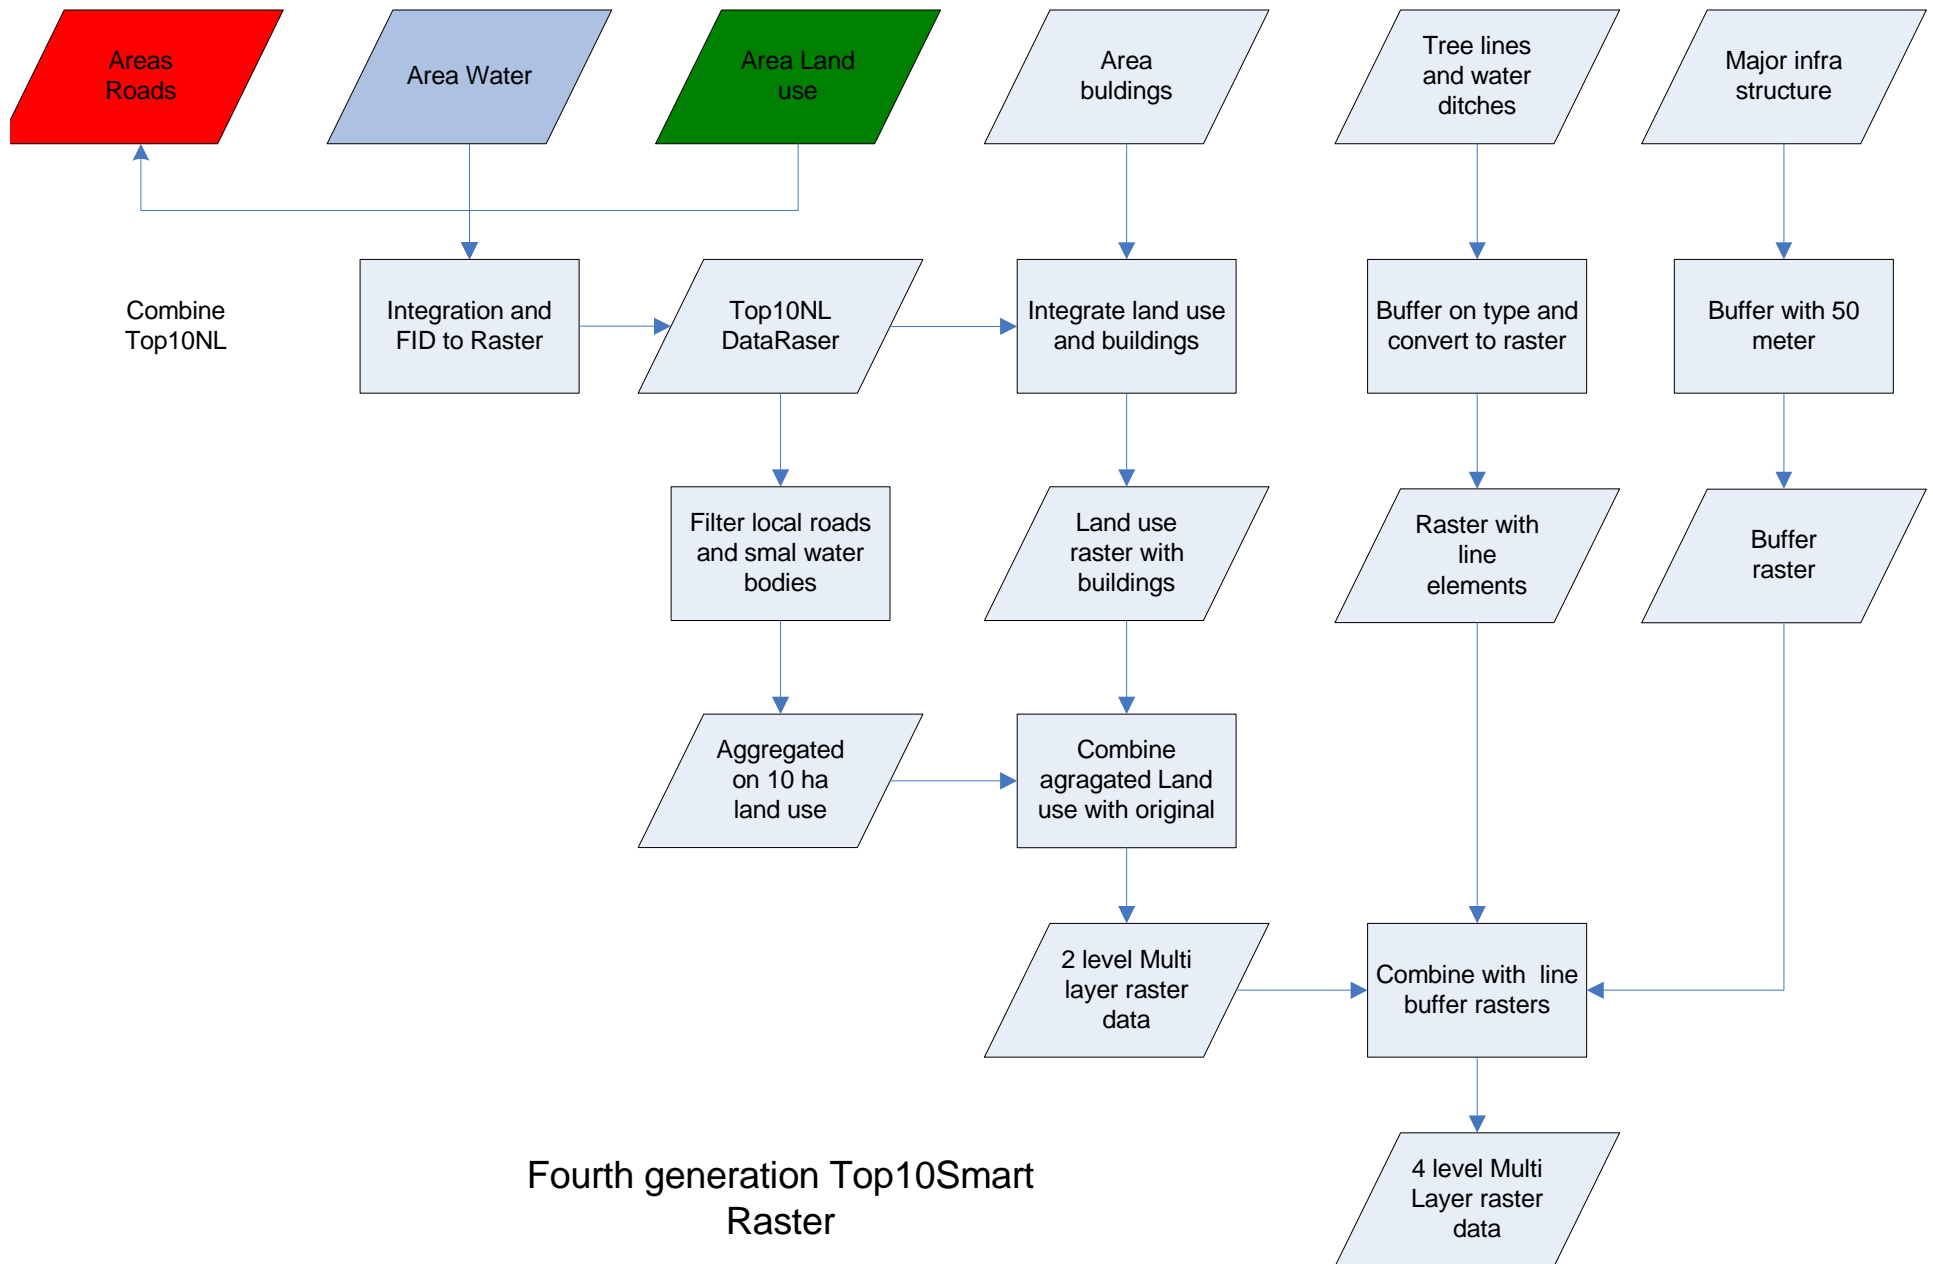 Areas
Roads
Area Water
Area Land
use
Area
buldings
Tree lines
and water
ditches
Major infra
structure
Combine
Top10NL
Integration and
FID to Raster
Top10NL
DataRaser
Integrate land use
and buildings
Buffer on type and
convert to raster
Buffer with 50
meter
Filter local roads
and smal water
bodies
Land use
raster with
buildings
Raster with
line
elements
Buffer
raster
Aggregated
on 10 ha
land use
Combine
agragated Land
use with original
2 level Multi
layer raster
data
Combine with  line
buffer rasters
4 level Multi
Layer raster
data
Fourth generation Top10Smart
Raster